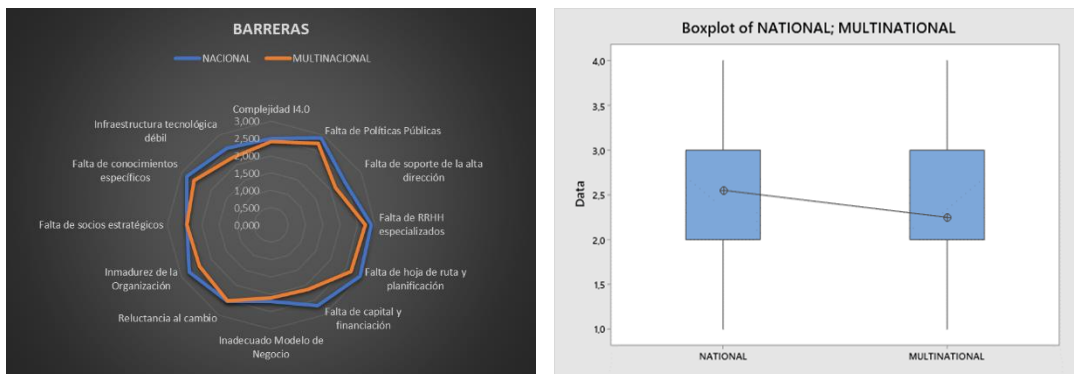 BARRERAS
NACIONAL
MULTINACIONAL
Complejidad I4.0
Falta de Políticas Públicas
Falta de soporte de la alta
dirección
Falta de RRHH
especializados
Falta de hoja de ruta y
planificación
Falta de capital y
financiación
Inadecuado Modelo de
Negocio
Reluctancia al cambio
Inmadurez de la
Organización
Falta de socios estratégicos
Falta de conocimientos
específicos
Infraestructura tecnológica
débil
3,000
2,500
2,000
1,500
1,000
0,500
0,000
Boxplot of NATIONAL; MULTINATIONAL
Data
4,0
3,5
3,0
2,5
2,0
1,5
1,0
NATIONAL
MULTINATIONAL